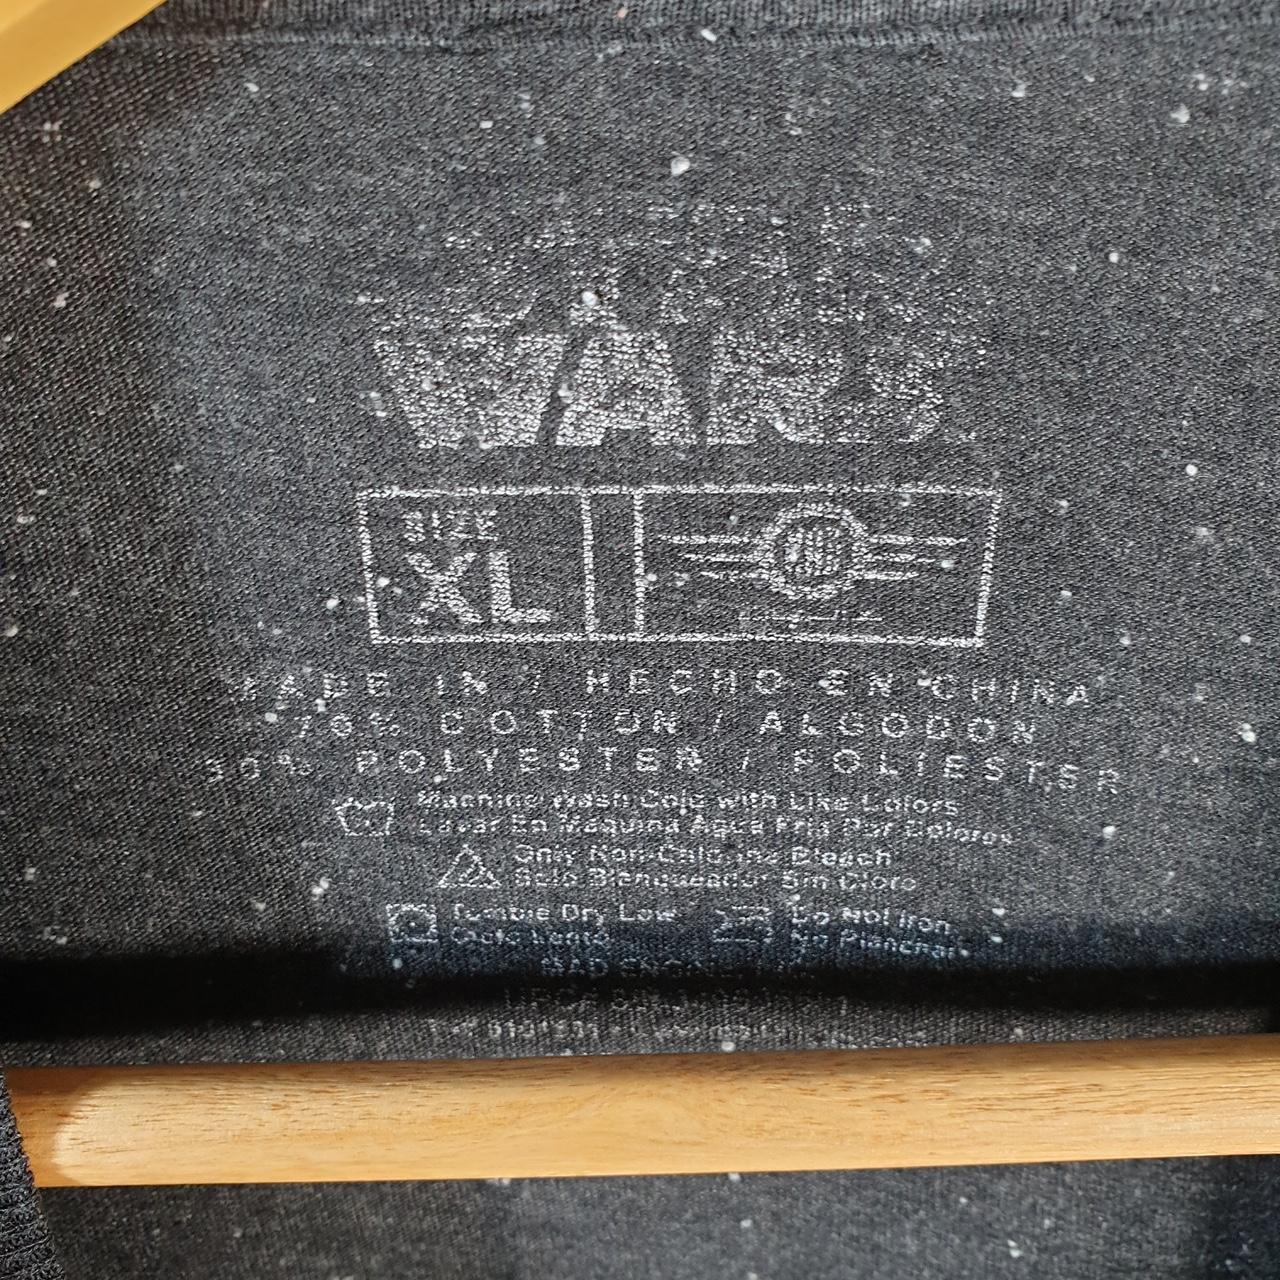 WARS
SIZE
XL
MADE IN / HECHO EN CHINA
70% COTTON / ALGODON
30% POLYESTER / POLIESTER
Machine Wash Cold with Like Colors
Lavar En Maquina Agua Fria Por Colores
Only Non-Chlorine Bleach
Solo Blanqueador Sin Cloro
Tumble Dry Low
Do Not Iron
No Planchar